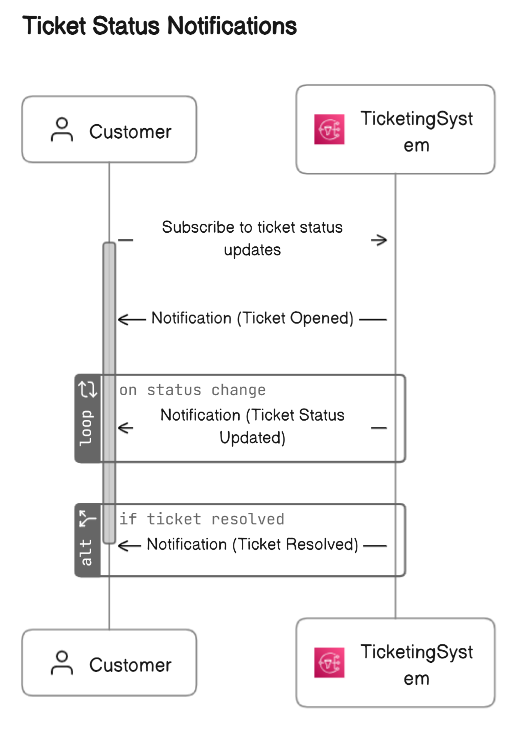 Ticket Status Notifications
Customer
TicketingSyst
em
Subscribe to ticket status
updates
Notification (Ticket Opened)
on status change
loop
Notification (Ticket Status
Updated)
if ticket resolved
alt
Notification (Ticket Resolved)
Customer
TicketingSyst
em